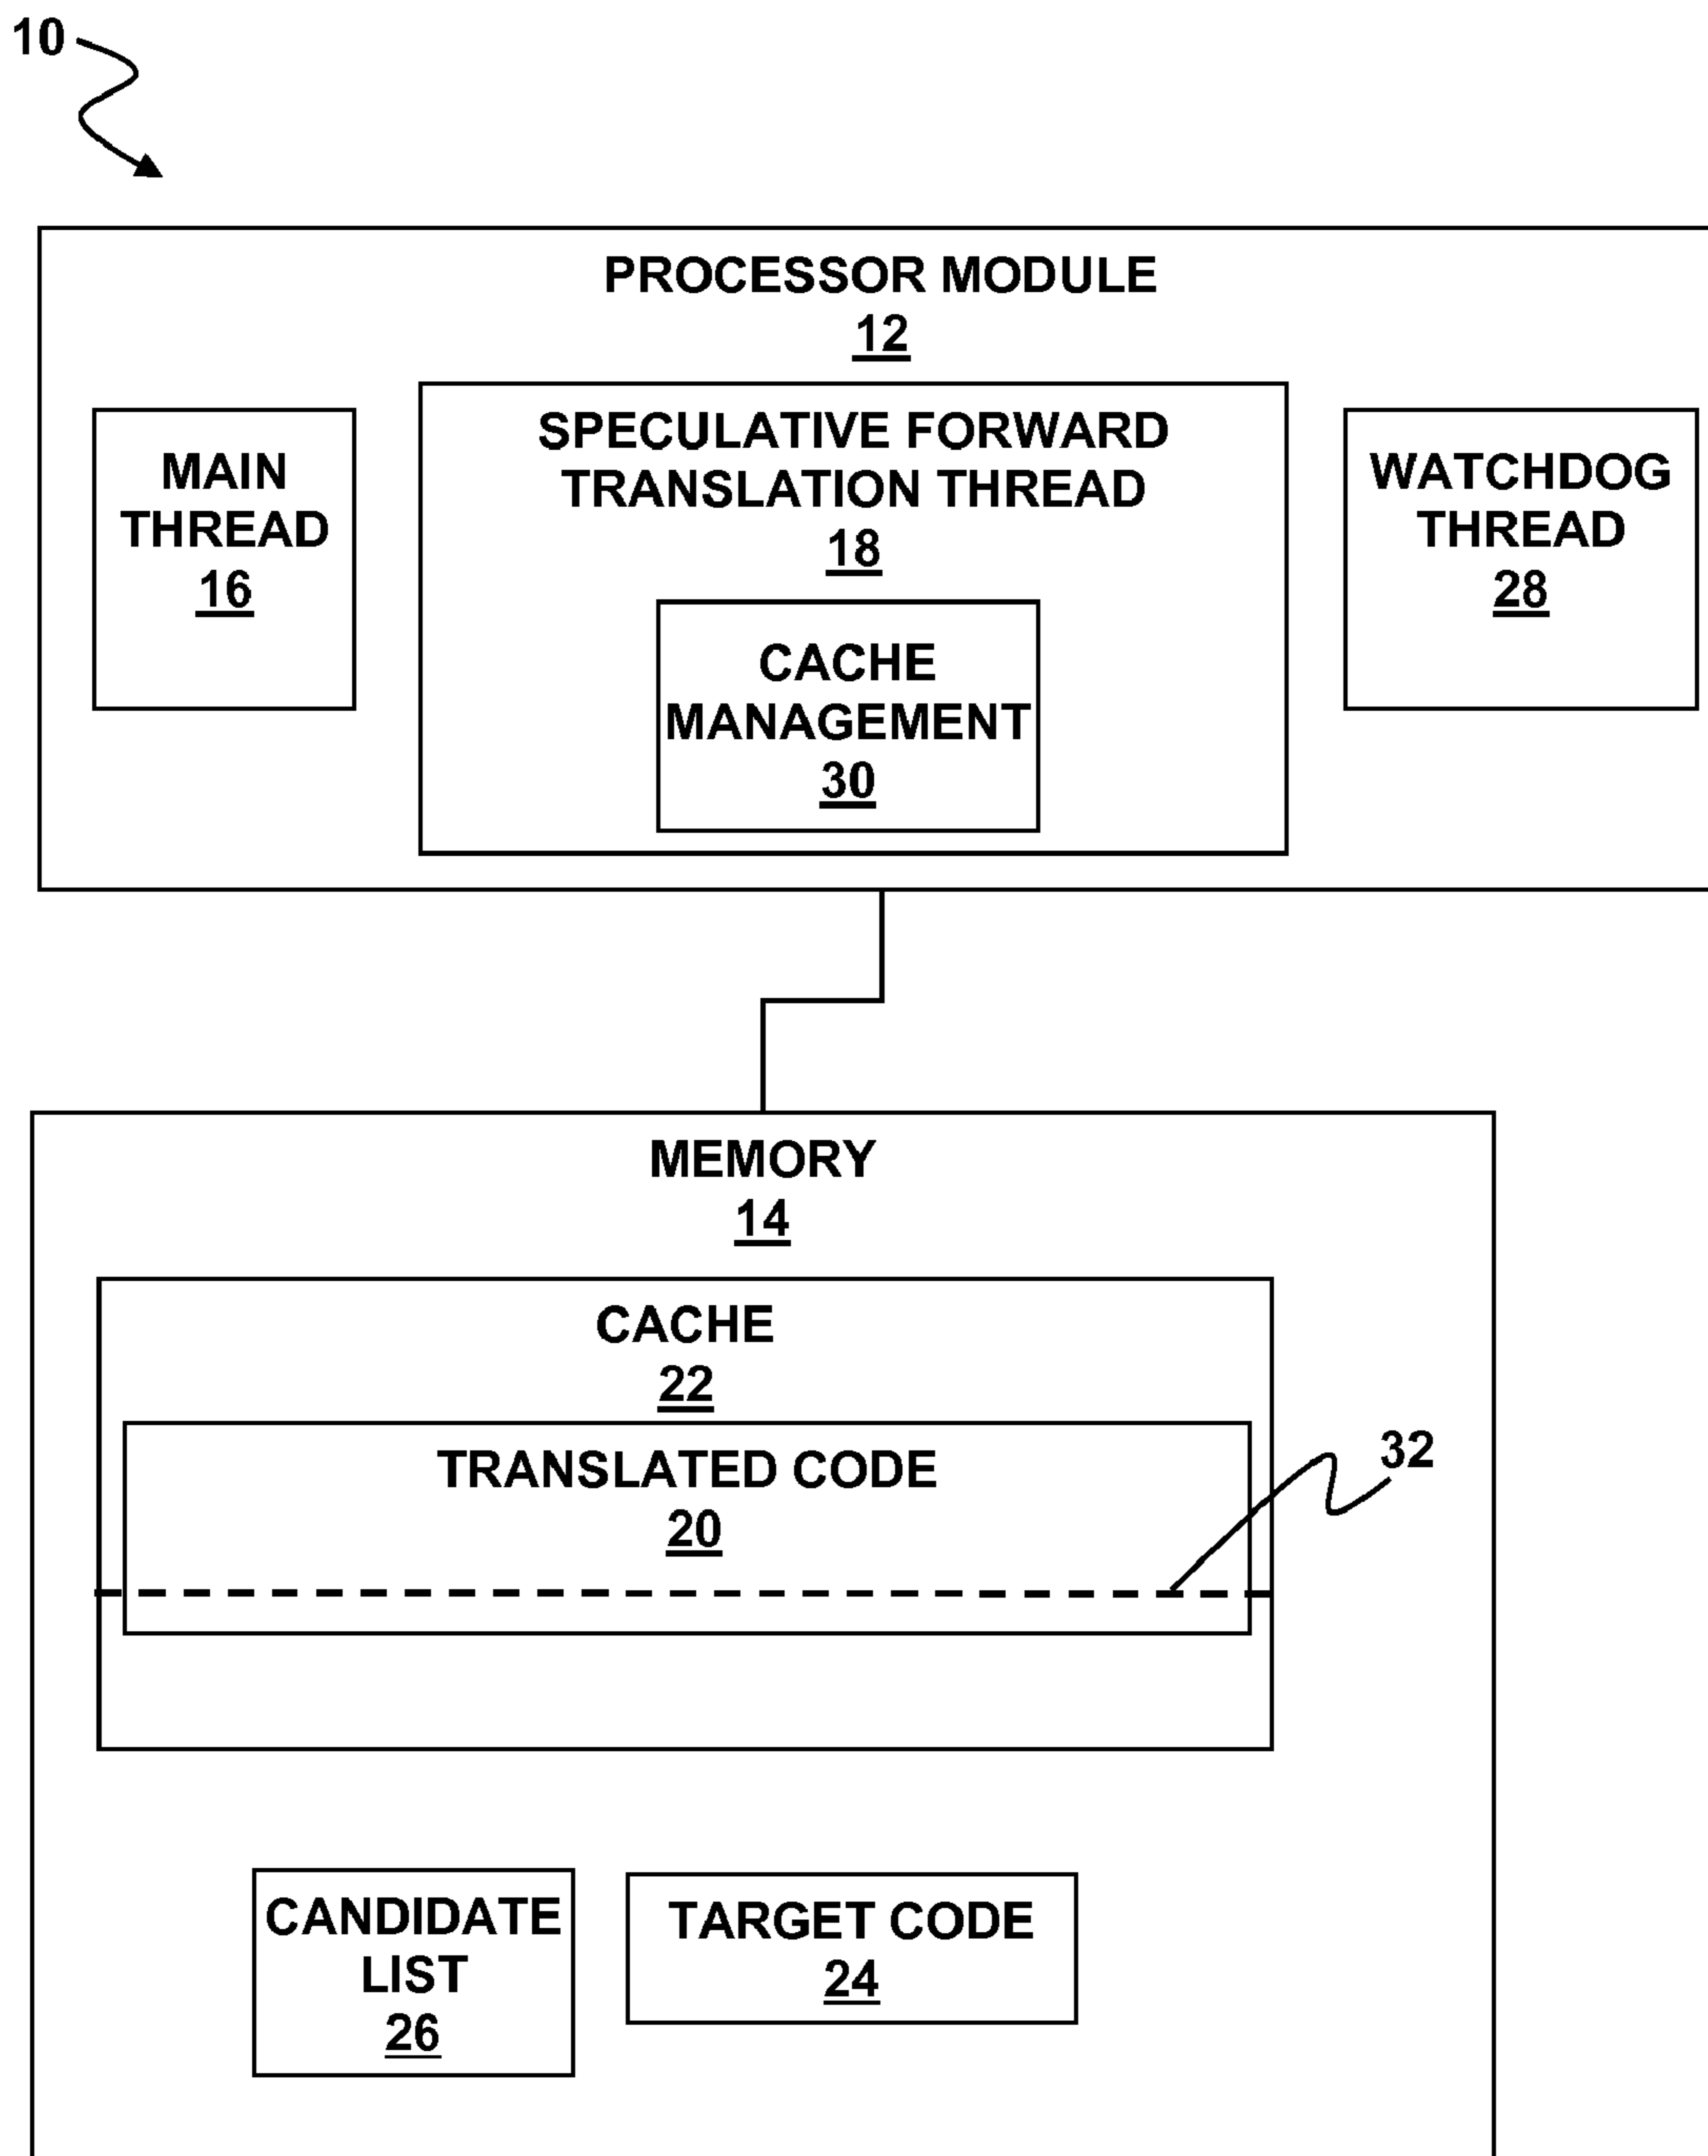 10
PROCESSOR MODULE
12
MAIN
THREAD
16
SPECULATIVE FORWARD
TRANSLATION THREAD
18
CACHE
MANAGEMENT
30
WATCHDOG
THREAD
28
MEMORY
14
CACHE
22
TRANSLATED CODE
20
32
CANDIDATE
LIST
26
TARGET CODE
24